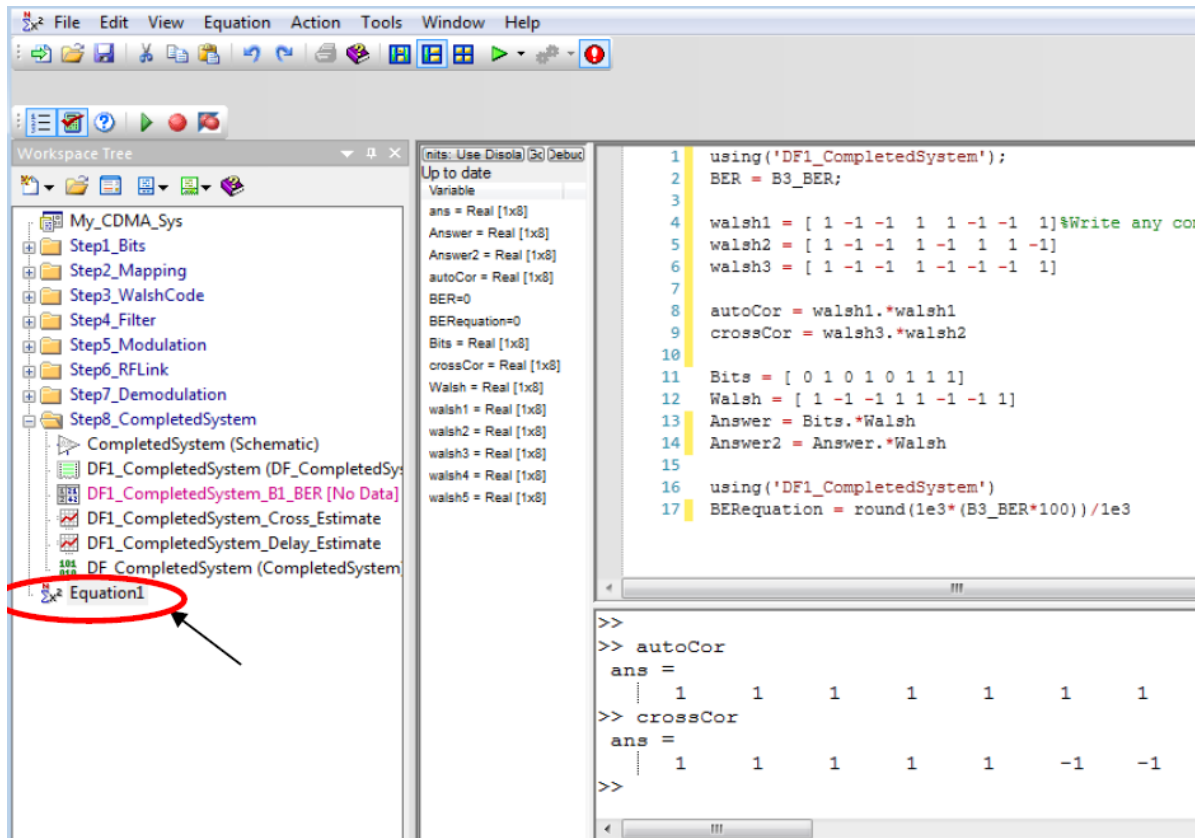 File Edit View Equation Action Tools Window Help
Workspace Tree
My_CDMA_Sys
Step1_Bits
Step2_Mapping
Step3_WalshCode
Step4_Filter
Step5_Modulation
Step6_RFLink
Step7_Demodulation
Step8_CompletedSystem
CompletedSystem (Schematic)
DF1_CompletedSystem (DF_CompletedSy
DF1_CompletedSystem_B1_BER [No Data]
DF1_CompletedSystem_Cross_Estimate
DF1_CompletedSystem_Delay_Estimate
DF_CompletedSystem (CompletedSystem
Equation1
nits: Use Displa Go Debug
Up to date
Variable
ans = Real [1x8]
Answer = Real [1x8]
Answer2 = Real [1x8]
autoCor = Real [1x8]
BER=0
BERequation=0
Bits = Real [1x8]
crossCor = Real [1x8]
Walsh = Real [1x8]
walsh1 = Real [1x8]
walsh2 = Real [1x8]
walsh3 = Real [1x8]
walsh4 = Real [1x8]
walsh5 = Real [1x8]
1 using('DF1_CompletedSystem');
2 BER = B3_BER;
3
4 walsh1 = [ 1 -1 -1 1 1 -1 -1 1]%Write any co
5 walsh2 = [ 1 -1 -1 1 -1 1 1 -1]
6 walsh3 = [ 1 -1 -1 1 -1 -1 -1 1]
7
8 autoCor = walsh1.*walsh1
9 crossCor = walsh3.*walsh2
10
11 Bits = [ 0 1 0 1 0 1 1 1]
12 Walsh = [ 1 -1 -1 1 1 -1 -1 1]
13 Answer = Bits.*Walsh
14 Answer2 = Answer.*Walsh
15
16 using('DF1_CompletedSystem')
17 BERequation = round(1e3*(B3_BER*100))/1e3
>>
>> autoCor
ans =
1 1 1 1 1 1 1
>> crossCor
ans =
1 1 1 1 1 -1 -1
>>